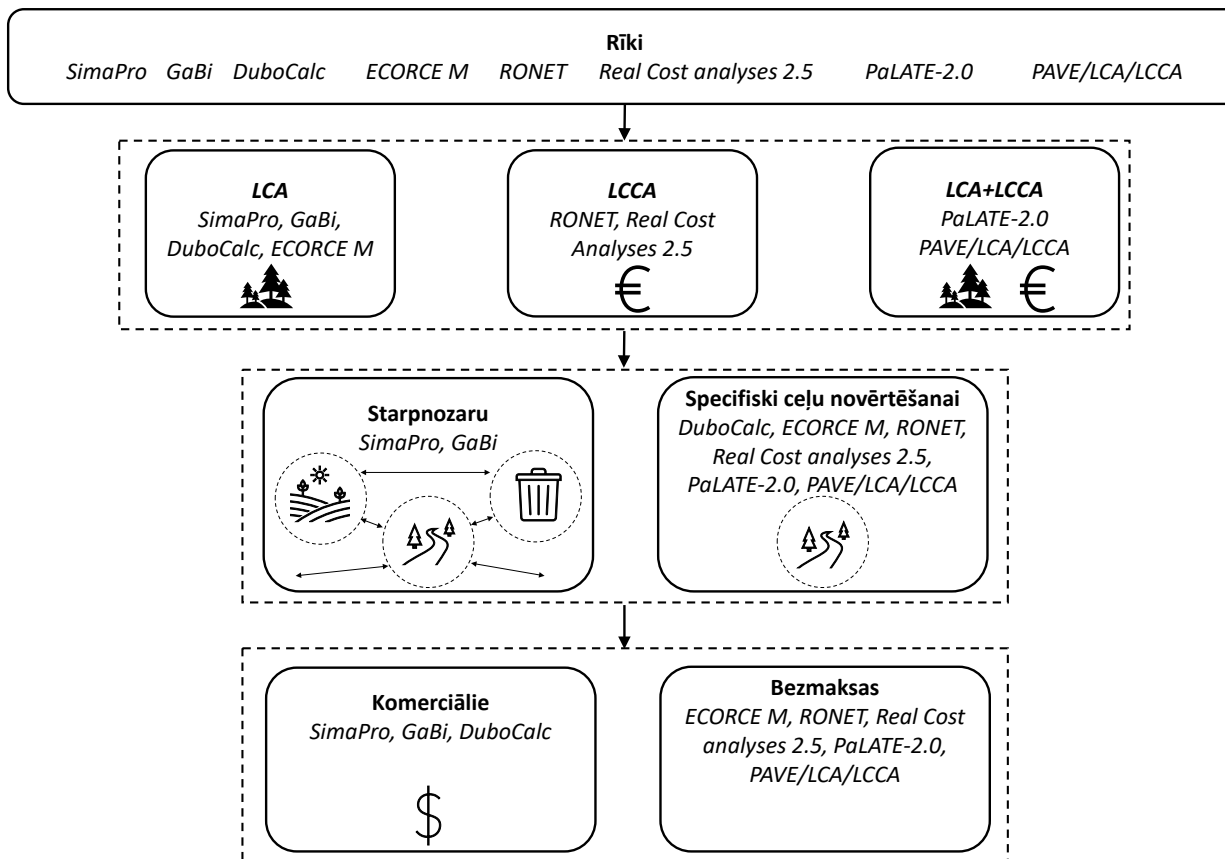 Rīki
SimaPro GaBi DuboCalc ECORCE M RONET Real Cost analyses 2.5 PaLATE-2.0 PAVE/LCA/LCCA
LCA
SimaPro, GaBi,
DuboCalc, ECORCE M
LCCA
RONET, Real Cost
Analyses 2.5
€
LCA+LCCA
PaLATE-2.0
PAVE/LCA/LCCA
€
Starpnozaru
SimaPro, GaBi
Specifiski ceļu novērtēšanai
DuboCalc, ECORCE M, RONET,
Real Cost analyses 2.5,
PaLATE-2.0, PAVE/LCA/LCCA
Komerciālie
SimaPro, GaBi, DuboCalc
$
Bezmaksas
ECORCE M, RONET, Real Cost
analyses 2.5, PaLATE-2.0,
PAVE/LCA/LCCA